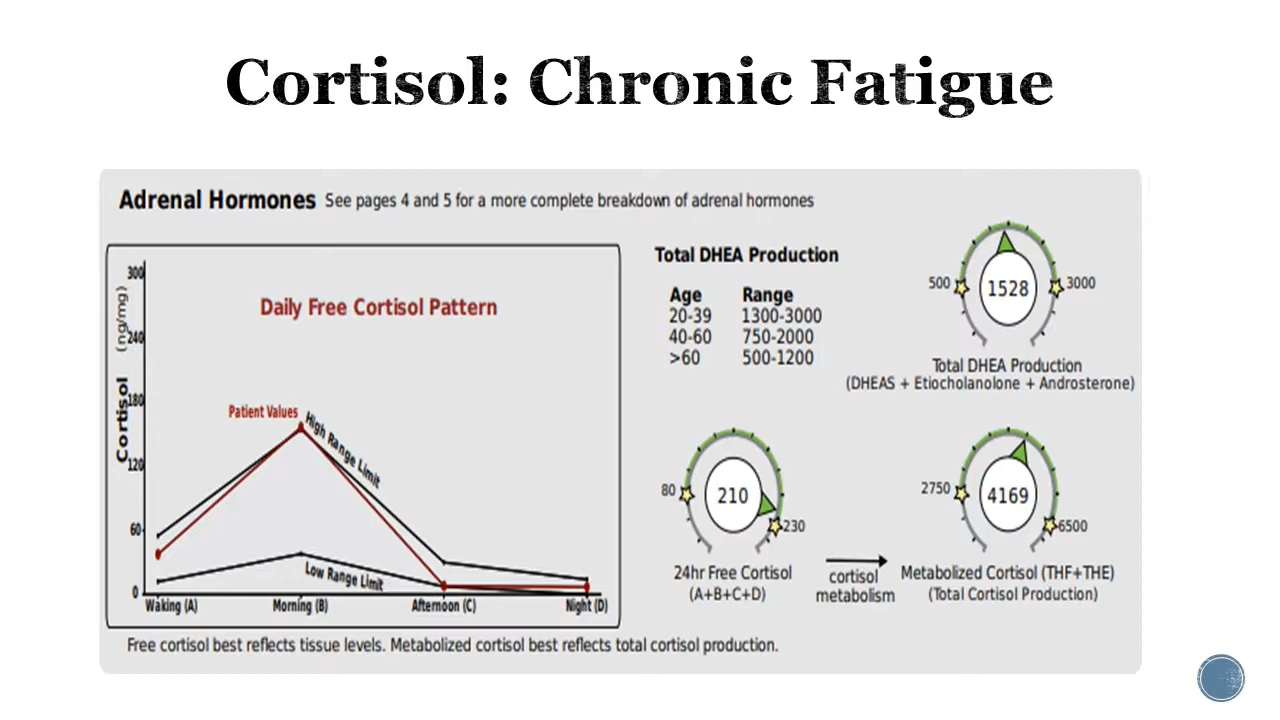 Cortisol: Chronic Fatigue
Adrenal Hormones See pages 4 and 5 for a more complete breakdown of adrenal hormones
Daily Free Cortisol Pattern
Cortisol (ng/mg)
300
240
180
120
60
0
Patient Values
High Range Limit
Low Range Limit
Waking (A) Morning (B) Afternoon (C) Night (D)
Total DHEA Production
Age Range
20-39 1300-3000
40-60 750-2000
>60 500-1200
500 1528 3000
Total DHEA Production
(DHEAS + Etiocholanolone + Androsterone)
80 210 230
24hr Free Cortisol
(A+B+C+D)
cortisol
metabolism
2750 4169 6500
Metabolized Cortisol (THF+THE)
(Total Cortisol Production)
Free cortisol best reflects tissue levels. Metabolized cortisol best reflects total cortisol production.